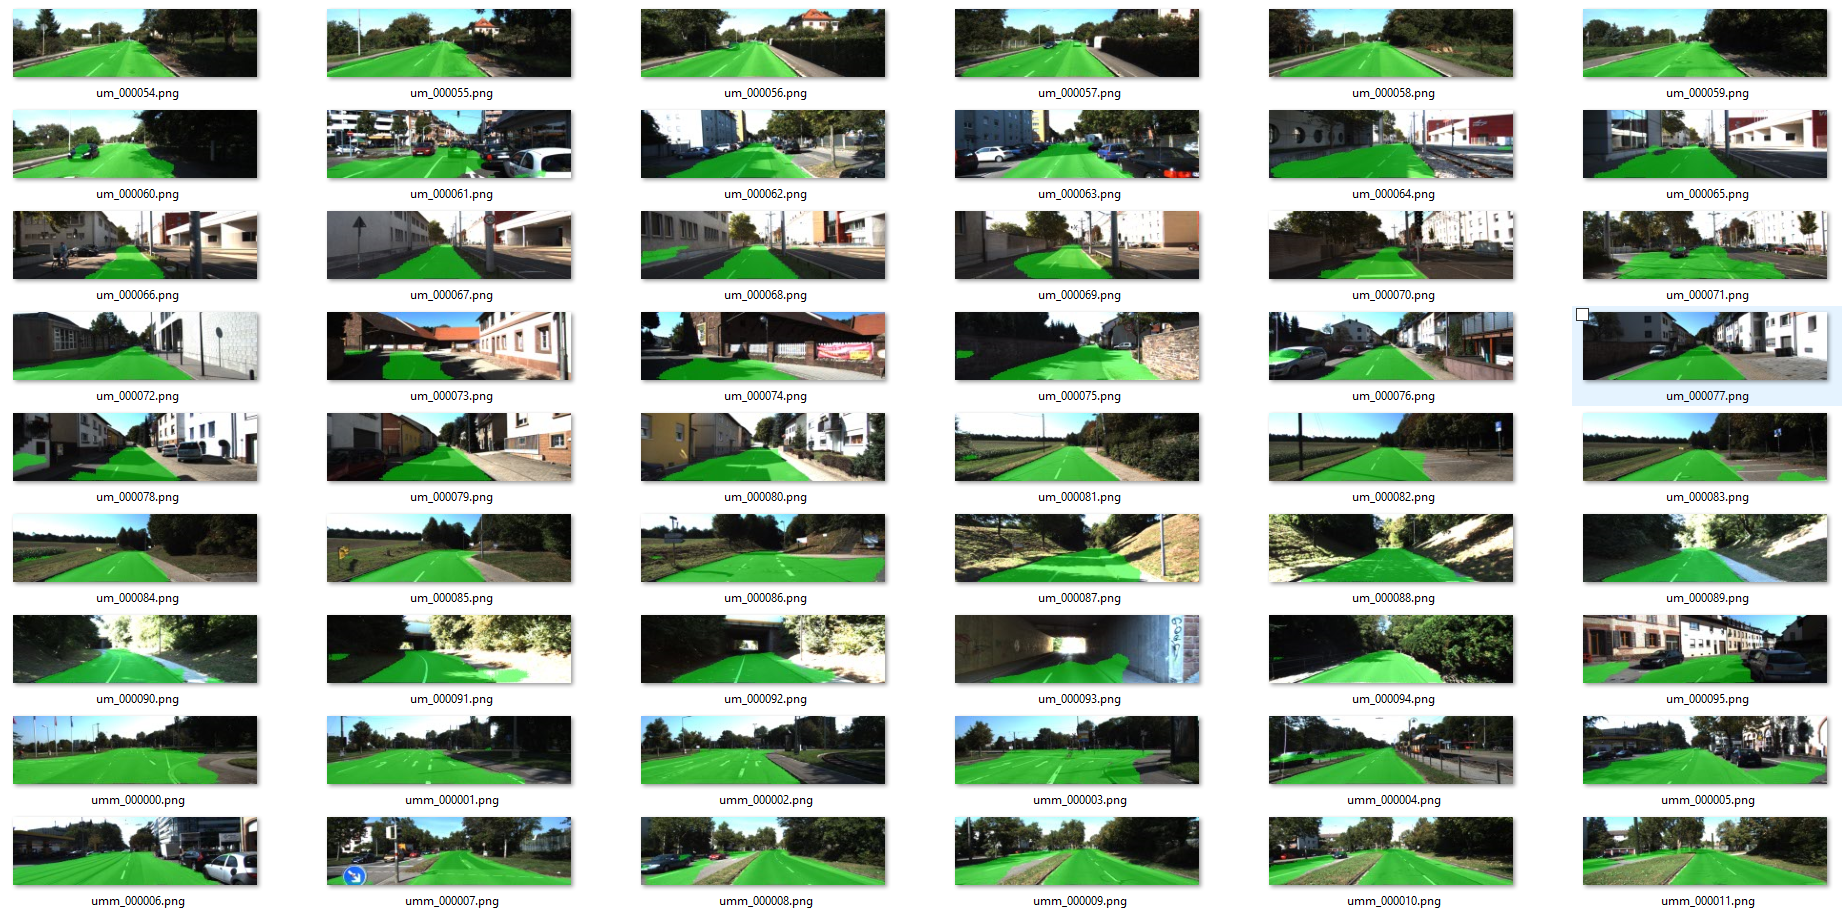 um_000054.png um_000055.png um_000056.png um_000057.png um_000058.png um_000059.png
um_000060.png um_000061.png um_000062.png um_000063.png um_000064.png um_000065.png
um_000066.png um_000067.png um_000068.png um_000069.png um_000070.png um_000071.png
um_000072.png um_000073.png um_000074.png um_000075.png um_000076.png um_000077.png
um_000078.png um_000079.png um_000080.png um_000081.png um_000082.png um_000083.png
um_000084.png um_000085.png um_000086.png um_000087.png um_000088.png um_000089.png
um_000090.png um_000091.png um_000092.png um_000093.png um_000094.png um_000095.png
umm_000000.png umm_000001.png umm_000002.png umm_000003.png umm_000004.png umm_000005.png
umm_000006.png umm_000007.png umm_000008.png umm_000009.png umm_000010.png umm_000011.png